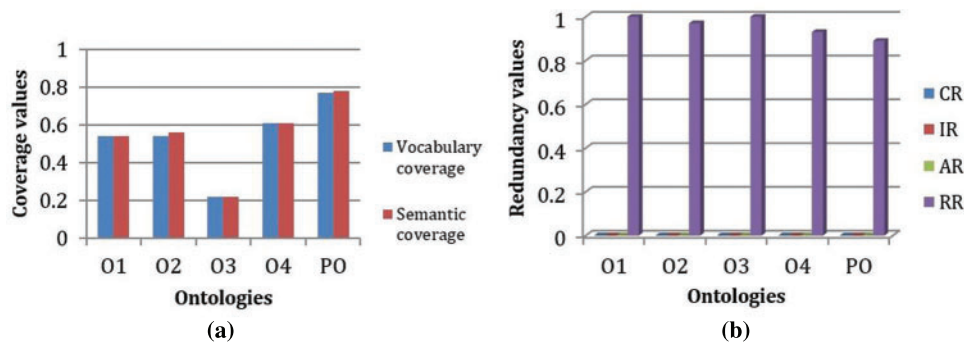 Coverage values
1
0.8
0.6
0.4
0.2
0
O1 O2 O3 O4 PO
Ontologies
Vocabulary
coverage
Semantic
coverage
(a)
Redundancy values
1
0.8
0.6
0.4
0.2
0
O1 O2 O3 O4 PO
Ontologies
CR
IR
AR
RR
(b)